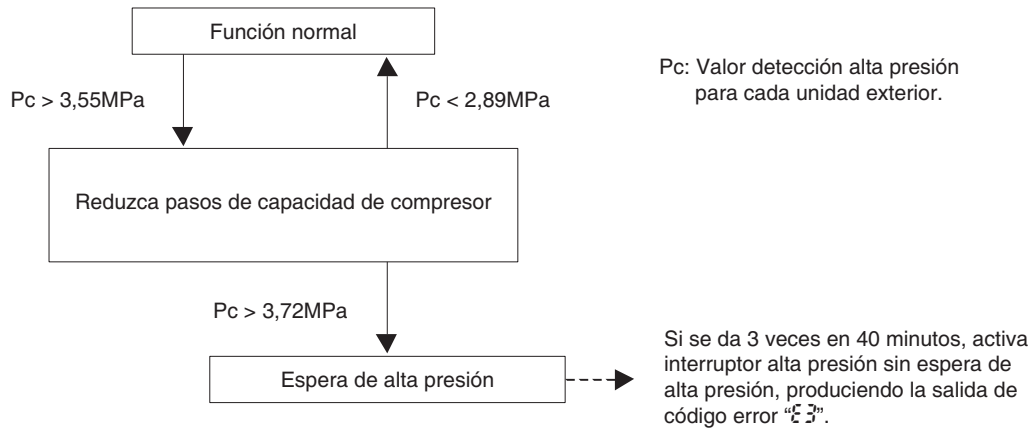 Función normal
Pc > 3,55MPa
Pc < 2,89MPa
Pc: Valor detección alta presión
para cada unidad exterior.
Reduzca pasos de capacidad de compresor
Pc > 3,72MPa
Espera de alta presión
Si se da 3 veces en 40 minutos, activa
interruptor alta presión sin espera de
alta presión, produciendo la salida de
código error “E3”.